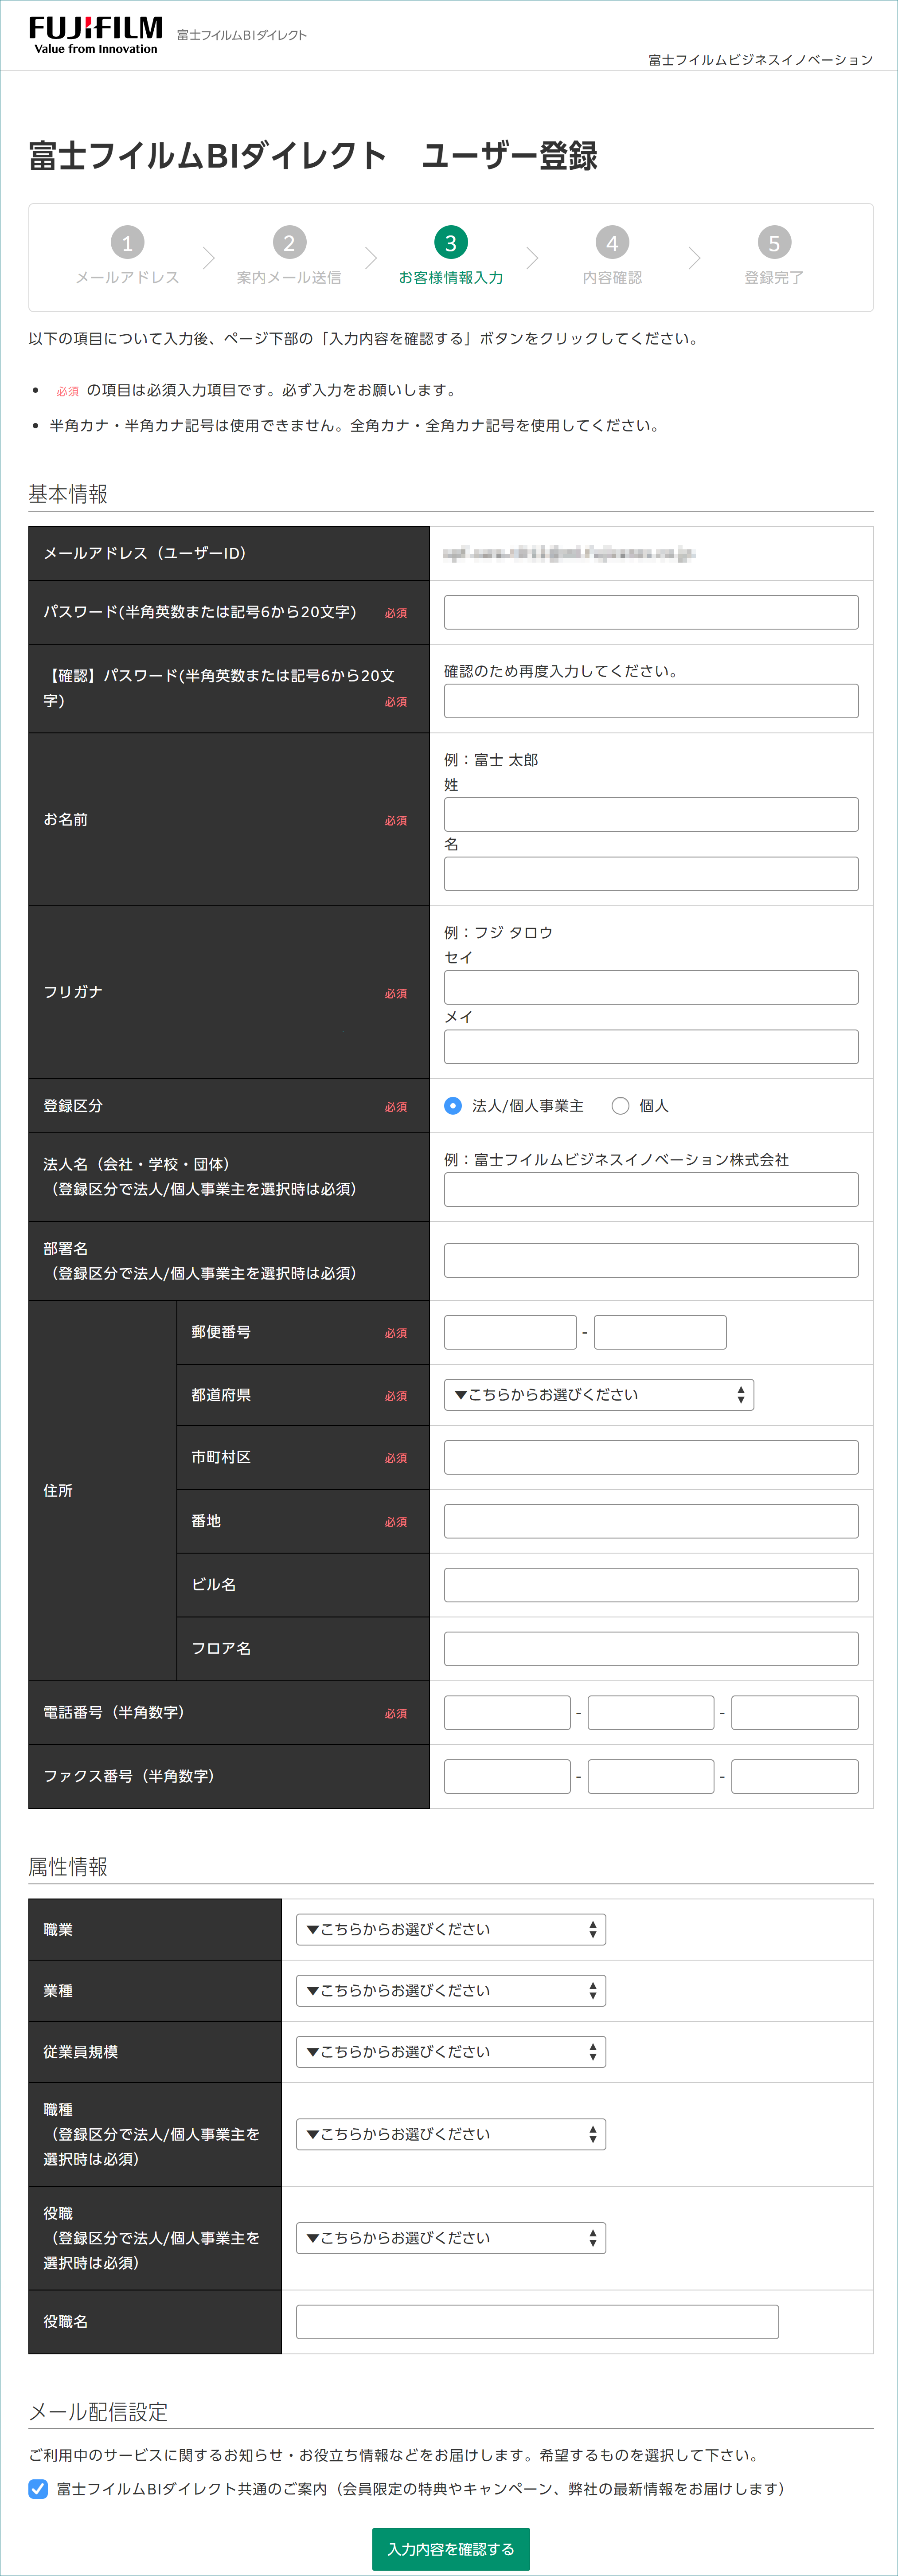 FUJIFILM
Value from Innovation
富士フイルムBIダイレクト
富士フイルムビジネスイノベーション
富士フイルムBIダイレクト　ユーザー登録
1
2
3
4
5
メールアドレス
案内メール送信
お客様情報入力
内容確認
登録完了
以下の項目について入力後、ページ下部の「入力内容を確認する」ボタンをクリックしてください。
• 必須 の項目は必須入力項目です。必ず入力をお願いします。
• 半角カナ・半角カナ記号は使用できません。全角カナ・全角カナ記号を使用してください。
基本情報
メールアドレス（ユーザーID）
パスワード(半角英数または記号6から20文字) 必須
【確認】パスワード(半角英数または記号6から20文
字) 必須
確認のため再度入力してください。
お名前 必須
例：富士 太郎
姓
名
フリガナ 必須
例：フジ タロウ
セイ
メイ
登録区分 必須
法人/個人事業主 個人
法人名（会社・学校・団体）
（登録区分で法人/個人事業主を選択時は必須）
例：富士フイルムビジネスイノベーション株式会社
部署名
（登録区分で法人/個人事業主を選択時は必須）
住所
郵便番号 必須
-
都道府県 必須
▼こちらからお選びください
市町村区 必須
番地 必須
ビル名
フロア名
電話番号（半角数字） 必須
- -
ファクス番号（半角数字）
- -
属性情報
職業
▼こちらからお選びください
業種
▼こちらからお選びください
従業員規模
▼こちらからお選びください
職種
（登録区分で法人/個人事業主を
選択時は必須）
▼こちらからお選びください
役職
（登録区分で法人/個人事業主を
選択時は必須）
▼こちらからお選びください
役職名
メール配信設定
ご利用中のサービスに関するお知らせ・お役立ち情報などをお届けします。希望するものを選択して下さい。
富士フイルムBIダイレクト共通のご案内（会員限定の特典やキャンペーン、弊社の最新情報をお届けします）
入力内容を確認する